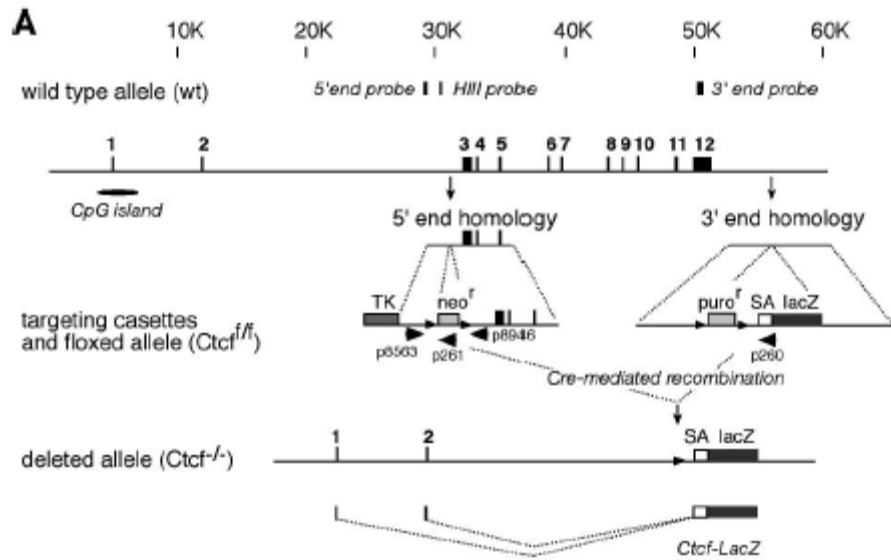 A
10K 20K 30K 40K 50K 60K
wild type allele (wt)
5'end probe HIII probe 3' end probe
1 2 3 4 5 6 7 8 9 10 11 12
CpG island
5' end homology 3' end homology
TK neo^r puro^r SA lacZ
targeting casettes
and floxed allele (Ctcf^f/f)
p8946
p261 p260
Cre-mediated recombination
1 2 SA lacZ
deleted allele (Ctcf^-/-)
Ctcf-LacZ